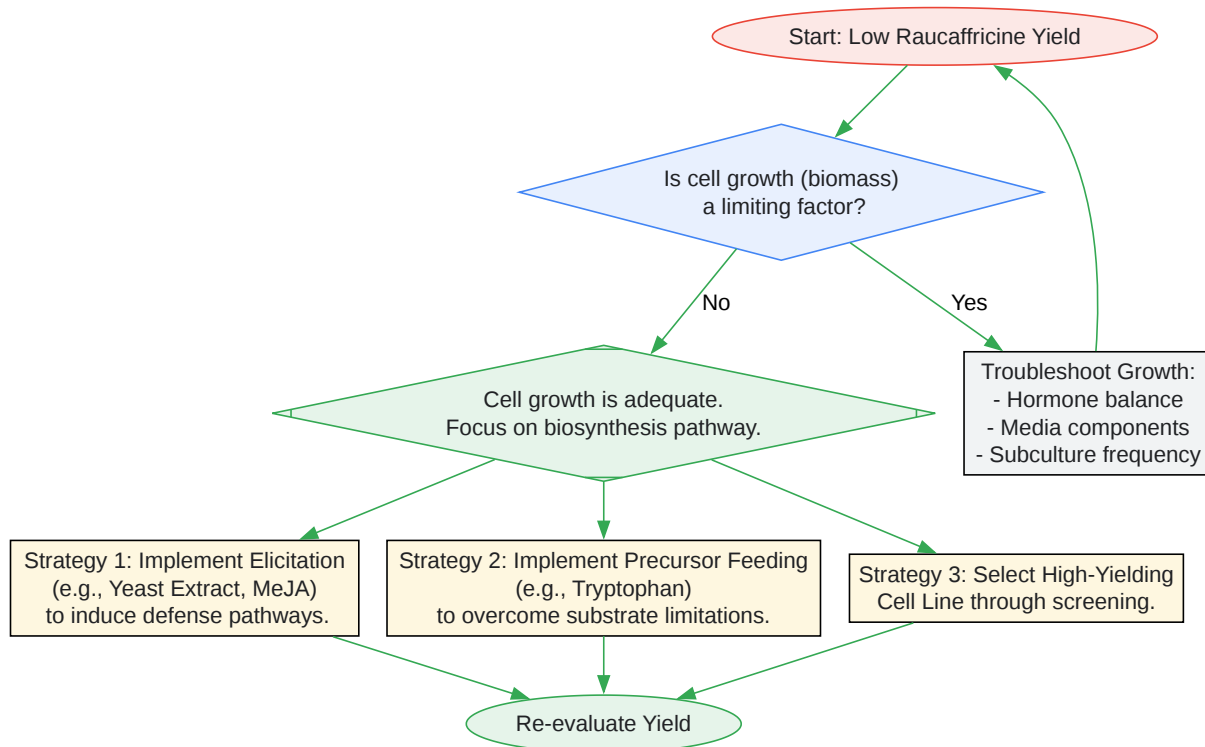 Start: Low Raucaffricine Yield
Is cell growth (biomass)
a limiting factor?
No
Yes
Cell growth is adequate.
Focus on biosynthesis pathway.
Troubleshoot Growth:
- Hormone balance
- Media components
- Subculture frequency
Strategy 1: Implement Elicitation
(e.g., Yeast Extract, MeJA)
to induce defense pathways.
Strategy 2: Implement Precursor Feeding
(e.g., Tryptophan)
to overcome substrate limitations.
Strategy 3: Select High-Yielding
Cell Line through screening.
Re-evaluate Yield